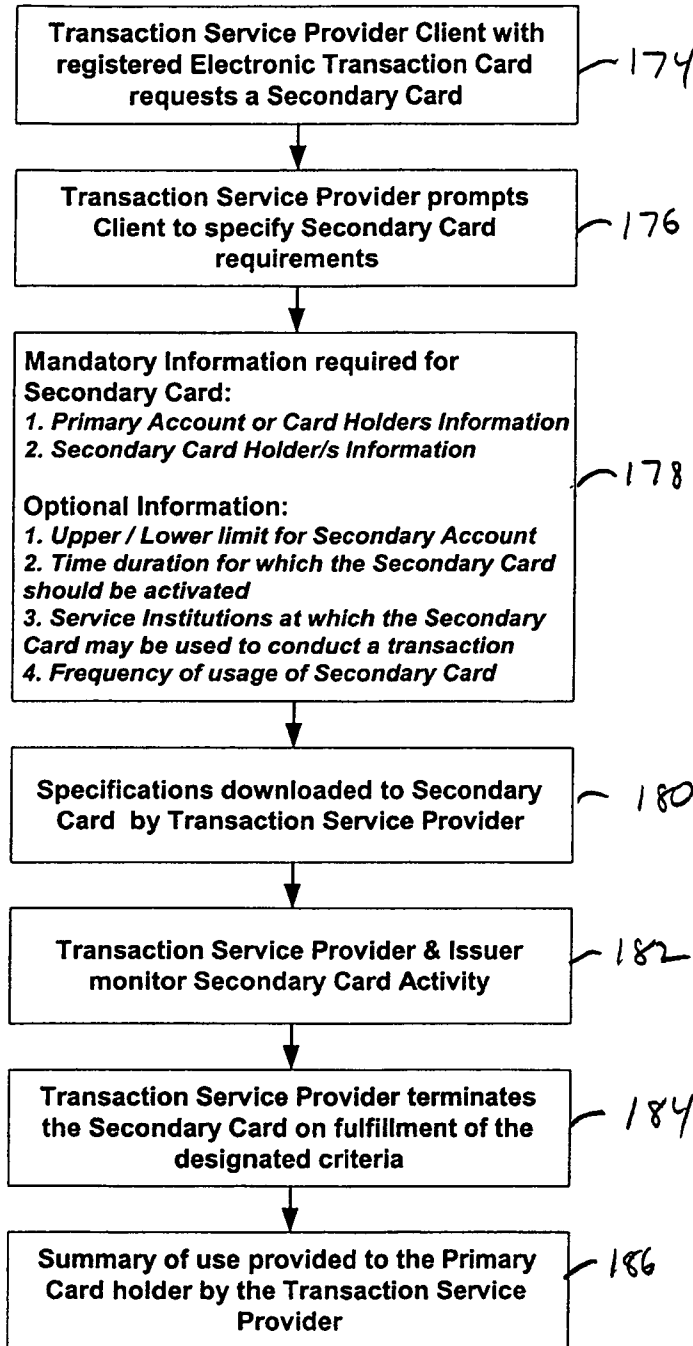 Transaction Service Provider Client with
registered Electronic Transaction Card
requests a Secondary Card
174
Transaction Service Provider prompts
Client to specify Secondary Card
requirements
176
Mandatory Information required for
Secondary Card:
1. Primary Account or Card Holders Information
2. Secondary Card Holder/s Information
Optional Information:
1. Upper / Lower limit for Secondary Account
2. Time duration for which the Secondary Card
should be activated
3. Service Institutions at which the Secondary
Card may be used to conduct a transaction
4. Frequency of usage of Secondary Card
178
Specifications downloaded to Secondary
Card by Transaction Service Provider
180
Transaction Service Provider & Issuer
monitor Secondary Card Activity
182
Transaction Service Provider terminates
the Secondary Card on fulfillment of the
designated criteria
184
Summary of use provided to the Primary
Card holder by the Transaction Service
Provider
186